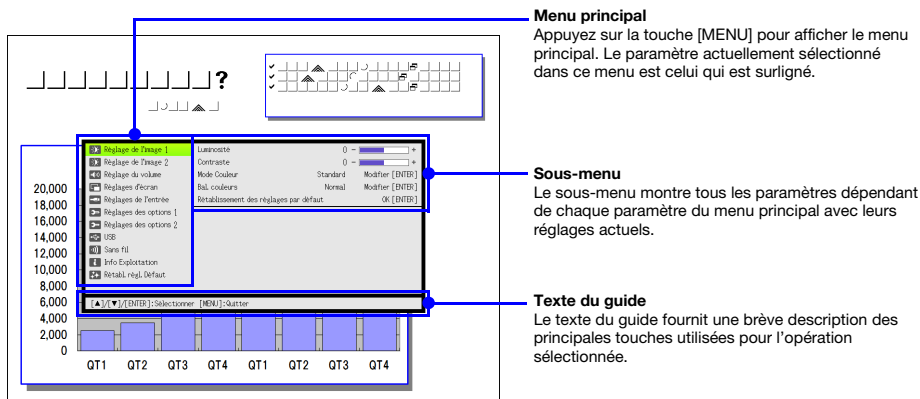 Menu principal
Appuyez sur la touche [MENU] pour afficher le menu
principal. Le paramètre actuellement sélectionné
dans ce menu est celui qui est surligné.
?
Réglage de l'image 1
Réglage de l'image 2
Réglage du volume
Réglages d'écran
Réglages de l'entrée
Réglages des options 1
Réglages des options 2
USB
Sans fil
Info Exploitation
Rétabl. régl. Défaut
Luminosité 0 - +
Contraste 0 - +
Mode Couleur Standard Modifier [ENTER]
Bal. couleurs Normal Modifier [ENTER]
Rétablissement des réglages par défaut OK [ENTER]
Sous-menu
Le sous-menu montre tous les paramètres dépendant
de chaque paramètre du menu principal avec leurs
réglages actuels.
[▲]/[▼]/[ENTER]:Sélectionner [MENU]:Quitter
Texte du guide
Le texte du guide fournit une brève description des
principales touches utilisées pour l'opération
sélectionnée.
20,000
18,000
16,000
14,000
12,000
10,000
8,000
6,000
4,000
2,000
0
QT1 QT2 QT3 QT4 QT1 QT2 QT3 QT4